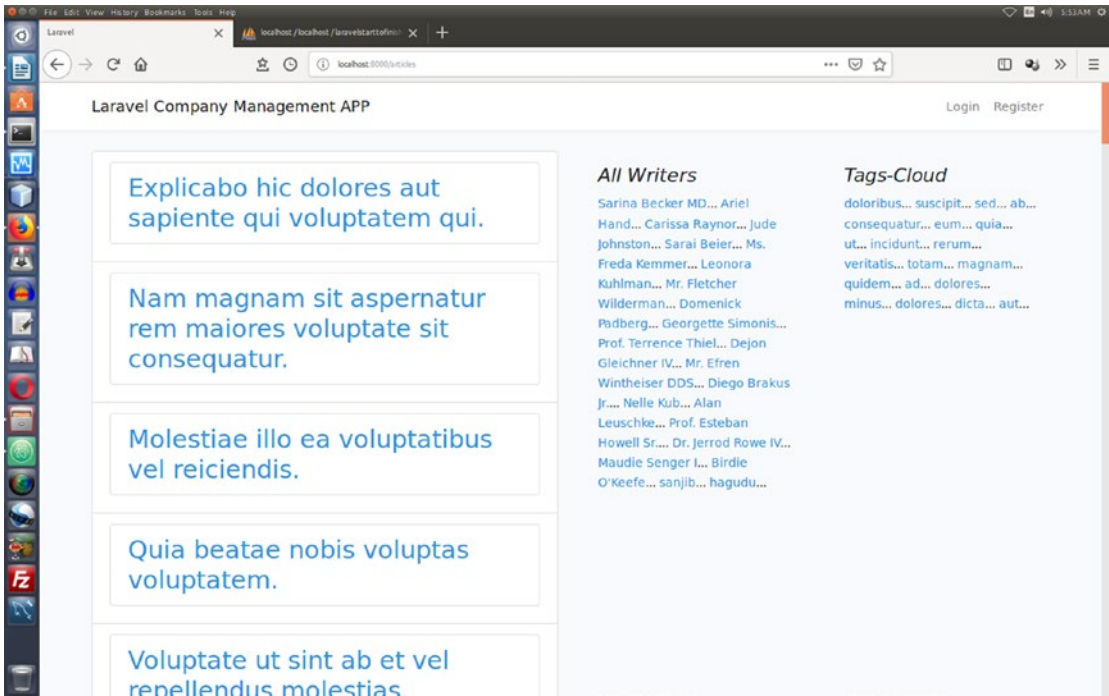 File Edit View History Bookmarks Tools Help
En 5:53AM
Laravel
localhost / localhost / laravelstarttofinish
localhost:8000/articles
Laravel Company Management APP
Login Register
Explicabo hic dolores aut
sapiente qui voluptatem qui.
Nam magnam sit aspernatur
rem maiores voluptate sit
consequatur.
Molestiae illo ea voluptatibus
vel reiciendis.
Quia beatae nobis voluptas
voluptatem.
Voluptate ut sint ab et vel
repellendus molestias.
All Writers
Sarina Becker MD... Ariel
Hand... Carissa Raynor... Jude
Johnston... Sarai Beier... Ms.
Freda Kemmer... Leonora
Kuhlman... Mr. Fletcher
Wilderman... Domenick
Padberg... Georgette Simonis...
Prof. Terrence Thiel... Dejon
Gleichner IV... Mr. Efren
Wintheiser DDS... Diego Brakus
Jr.... Nelle Kub... Alan
Leuschke... Prof. Esteban
Howell Sr.... Dr. Jerrod Rowe IV...
Maudie Senger I... Birdie
O'Keefe... sanjib... hagudu...
Tags-Cloud
doloribus... suscipit... sed... ab...
consequatur... eum... quia...
ut... incidunt... rerum...
veritatis... totam... magnam...
quidem... ad... dolores...
minus... dolores... dicta... aut...
Fz